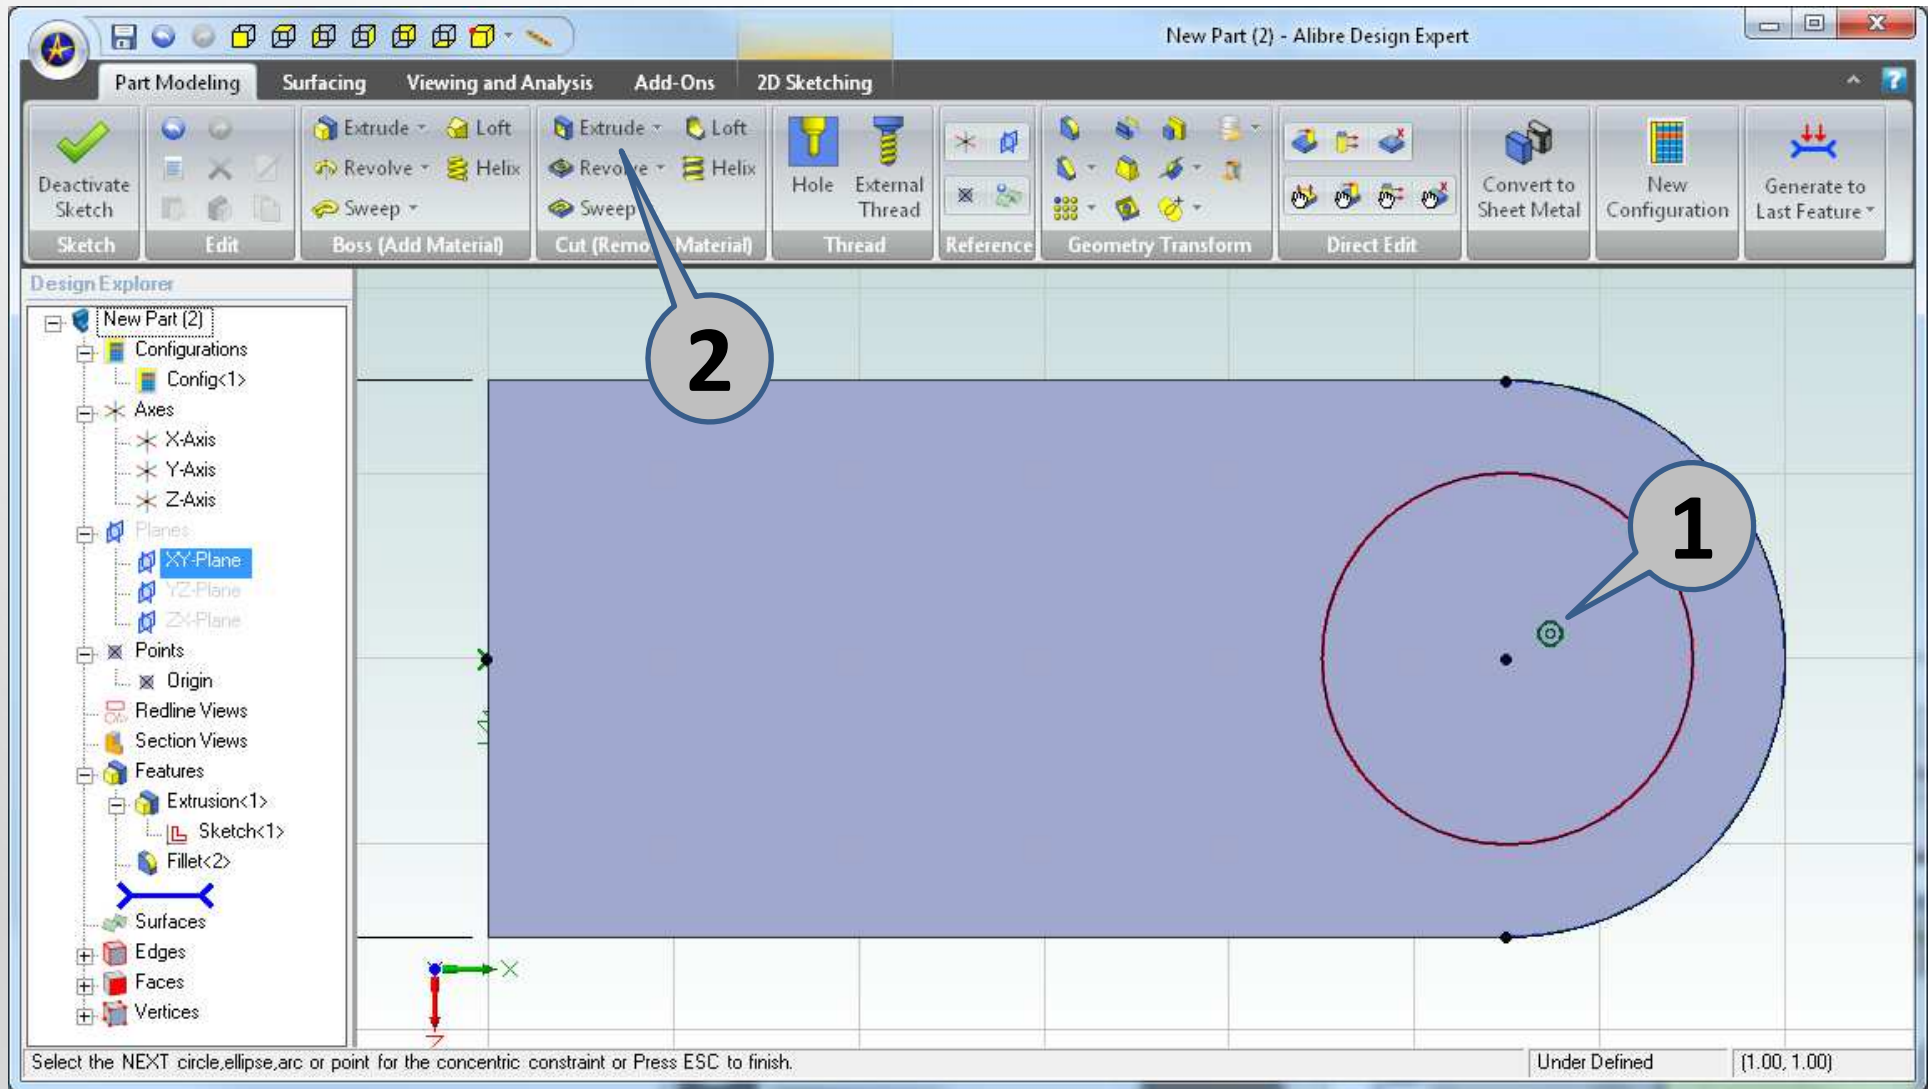 New Part (2) - Alibre Design Expert
Part Modeling Surfacing Viewing and Analysis Add-Ons 2D Sketching
Extrude Loft Extrude Loft
Revolve Helix Revolve Helix
Deactivate Sketch
Sweep Sweep
Hole External Thread
Convert to Sheet Metal
New Configuration
Generate to Last Feature
Sketch Edit Boss (Add Material) Cut (Remo Material) Thread Reference Geometry Transform Direct Edit
Design Explorer
New Part (2)
Configurations
Config<1>
Axes
X-Axis
Y-Axis
Z-Axis
Planes
XY-Plane
YZ-Plane
ZX-Plane
Points
Origin
Redline Views
Section Views
Features
Extrusion<1>
Sketch<1>
Fillet<2>
Surfaces
Edges
Faces
Vertices
2
1
X
Z
Select the NEXT circle,ellipse,arc or point for the concentric constraint or Press ESC to finish.
Under Defined
(1.00, 1.00)